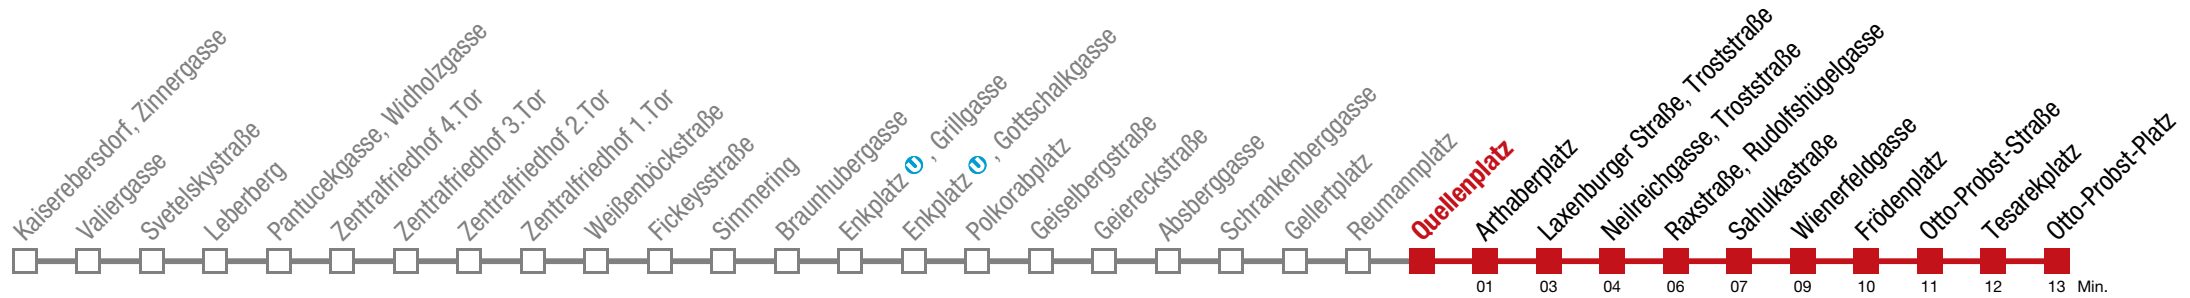 Kaiserebersdorf, Zinnergasse
Valiergasse
Svetelskystraße
Leberberg
Pantucekgasse, Widholzgasse
Zentralfriedhof 4.Tor
Zentralfriedhof 3.Tor
Zentralfriedhof 2.Tor
Zentralfriedhof 1.Tor
Weißenböckstraße
Fickeysstraße
Simmering
Braunhubergasse
Enkplatz U, Grillgasse
Enkplatz U, Gottschalkgasse
Polkorabplatz
Geiselbergstraße
Geiereckstraße
Absberggasse
Schrankenberggasse
Gellertplatz
Reumannplatz
Quellenplatz
Arthaberplatz
Laxenburger Straße, Troststraße
Neilreichgasse, Troststraße
Raxstraße, Rudolfshügelgasse
Sahulkastraße
Wienerfeldgasse
Frödenplatz
Otto-Probst-Straße
Tesarekplatz
Otto-Probst-Platz
01 03 04 06 07 09 10 11 12 13 Min.